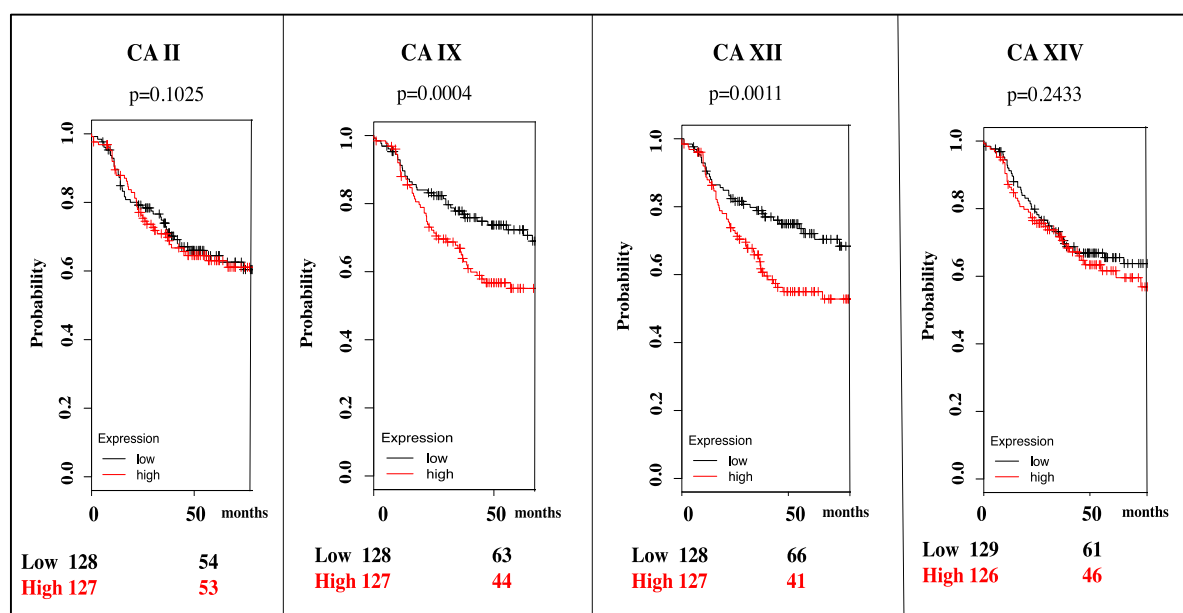 CA II
p=0.1025
Probability
1.0
0.8
0.6
0.4
0.2
0.0
Expression
low
high
0 50 months
Low 128 54
High 127 53
CA IX
p=0.0004
Probability
1.0
0.8
0.6
0.4
0.2
0.0
Expression
low
high
0 50 months
Low 128 63
High 127 44
CA XII
p=0.0011
Probability
1.0
0.8
0.6
0.4
0.2
0.0
Expression
low
high
0 50 months
Low 128 66
High 127 41
CA XIV
p=0.2433
Probability
1.0
0.8
0.6
0.4
0.2
0.0
Expression
low
high
0 50 months
Low 129 61
High 126 46